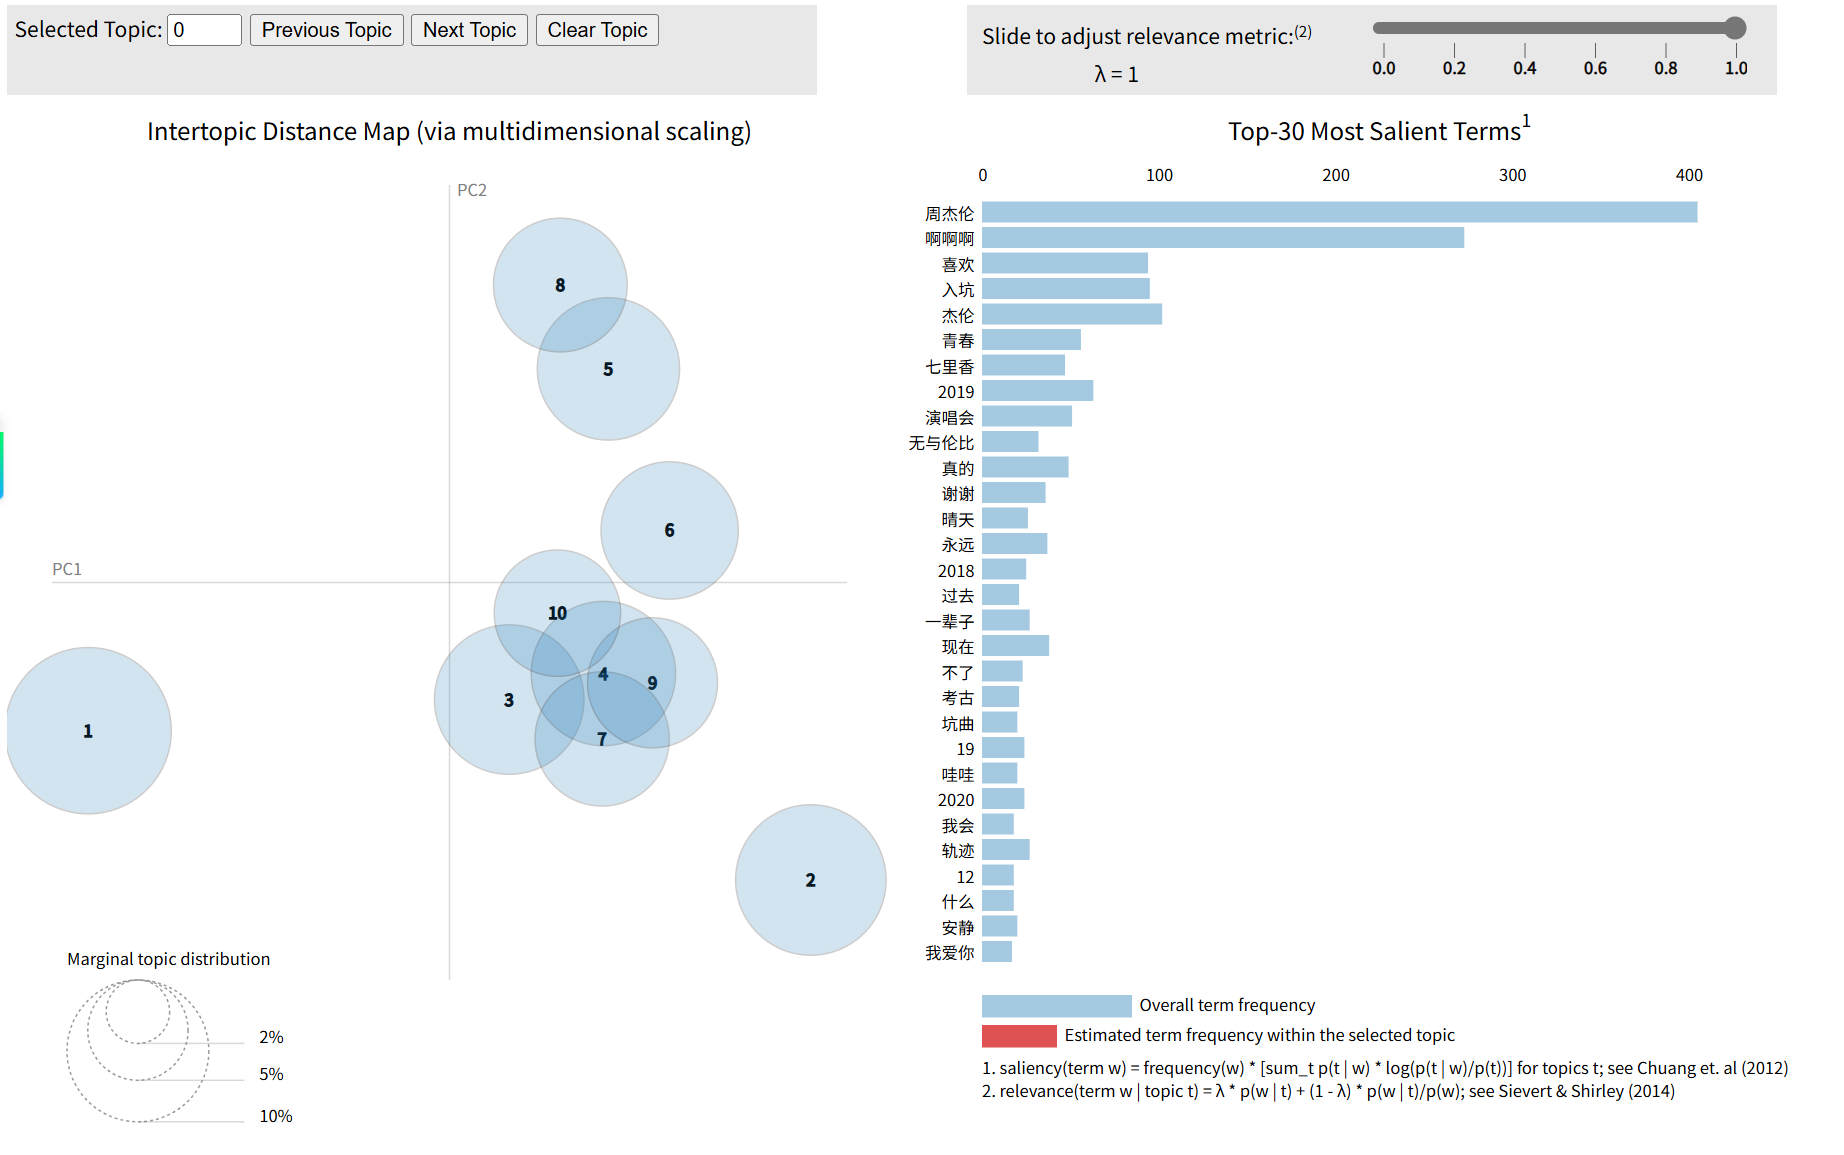 Selected Topic: 0 Previous Topic Next Topic Clear Topic
Slide to adjust relevance metric:(2)
λ = 1
0.0 0.2 0.4 0.6 0.8 1.0
Intertopic Distance Map (via multidimensional scaling)
PC2
PC1
8
5
6
10
4
9
3
7
1
2
Marginal topic distribution
2%
5%
10%
Top-30 Most Salient Terms1
0 100 200 300 400
周杰伦
啊啊啊
喜欢
入坑
杰伦
青春
七里香
2019
演唱会
无与伦比
真的
谢谢
晴天
永远
2018
过去
一辈子
现在
不了
考古
坑曲
19
哇哇
2020
我会
轨迹
12
什么
安静
我爱你
Overall term frequency
Estimated term frequency within the selected topic
1. saliency(term w) = frequency(w) * [sum_t p(t | w) * log(p(t | w)/p(t))] for topics t; see Chuang et. al (2012)
2. relevance(term w | topic t) = λ * p(w | t) + (1 - λ) * p(w | t)/p(w); see Sievert & Shirley (2014)